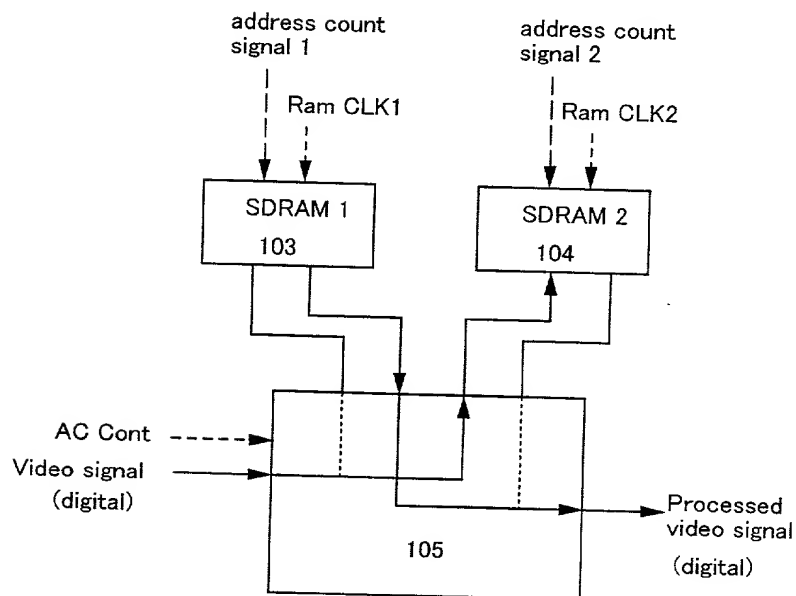 address count
signal 1
address count
signal 2
Ram CLK1
Ram CLK2
SDRAM 1
103
SDRAM 2
104
AC Cont
Video signal
(digital)
105
Processed
video signal
(digital)